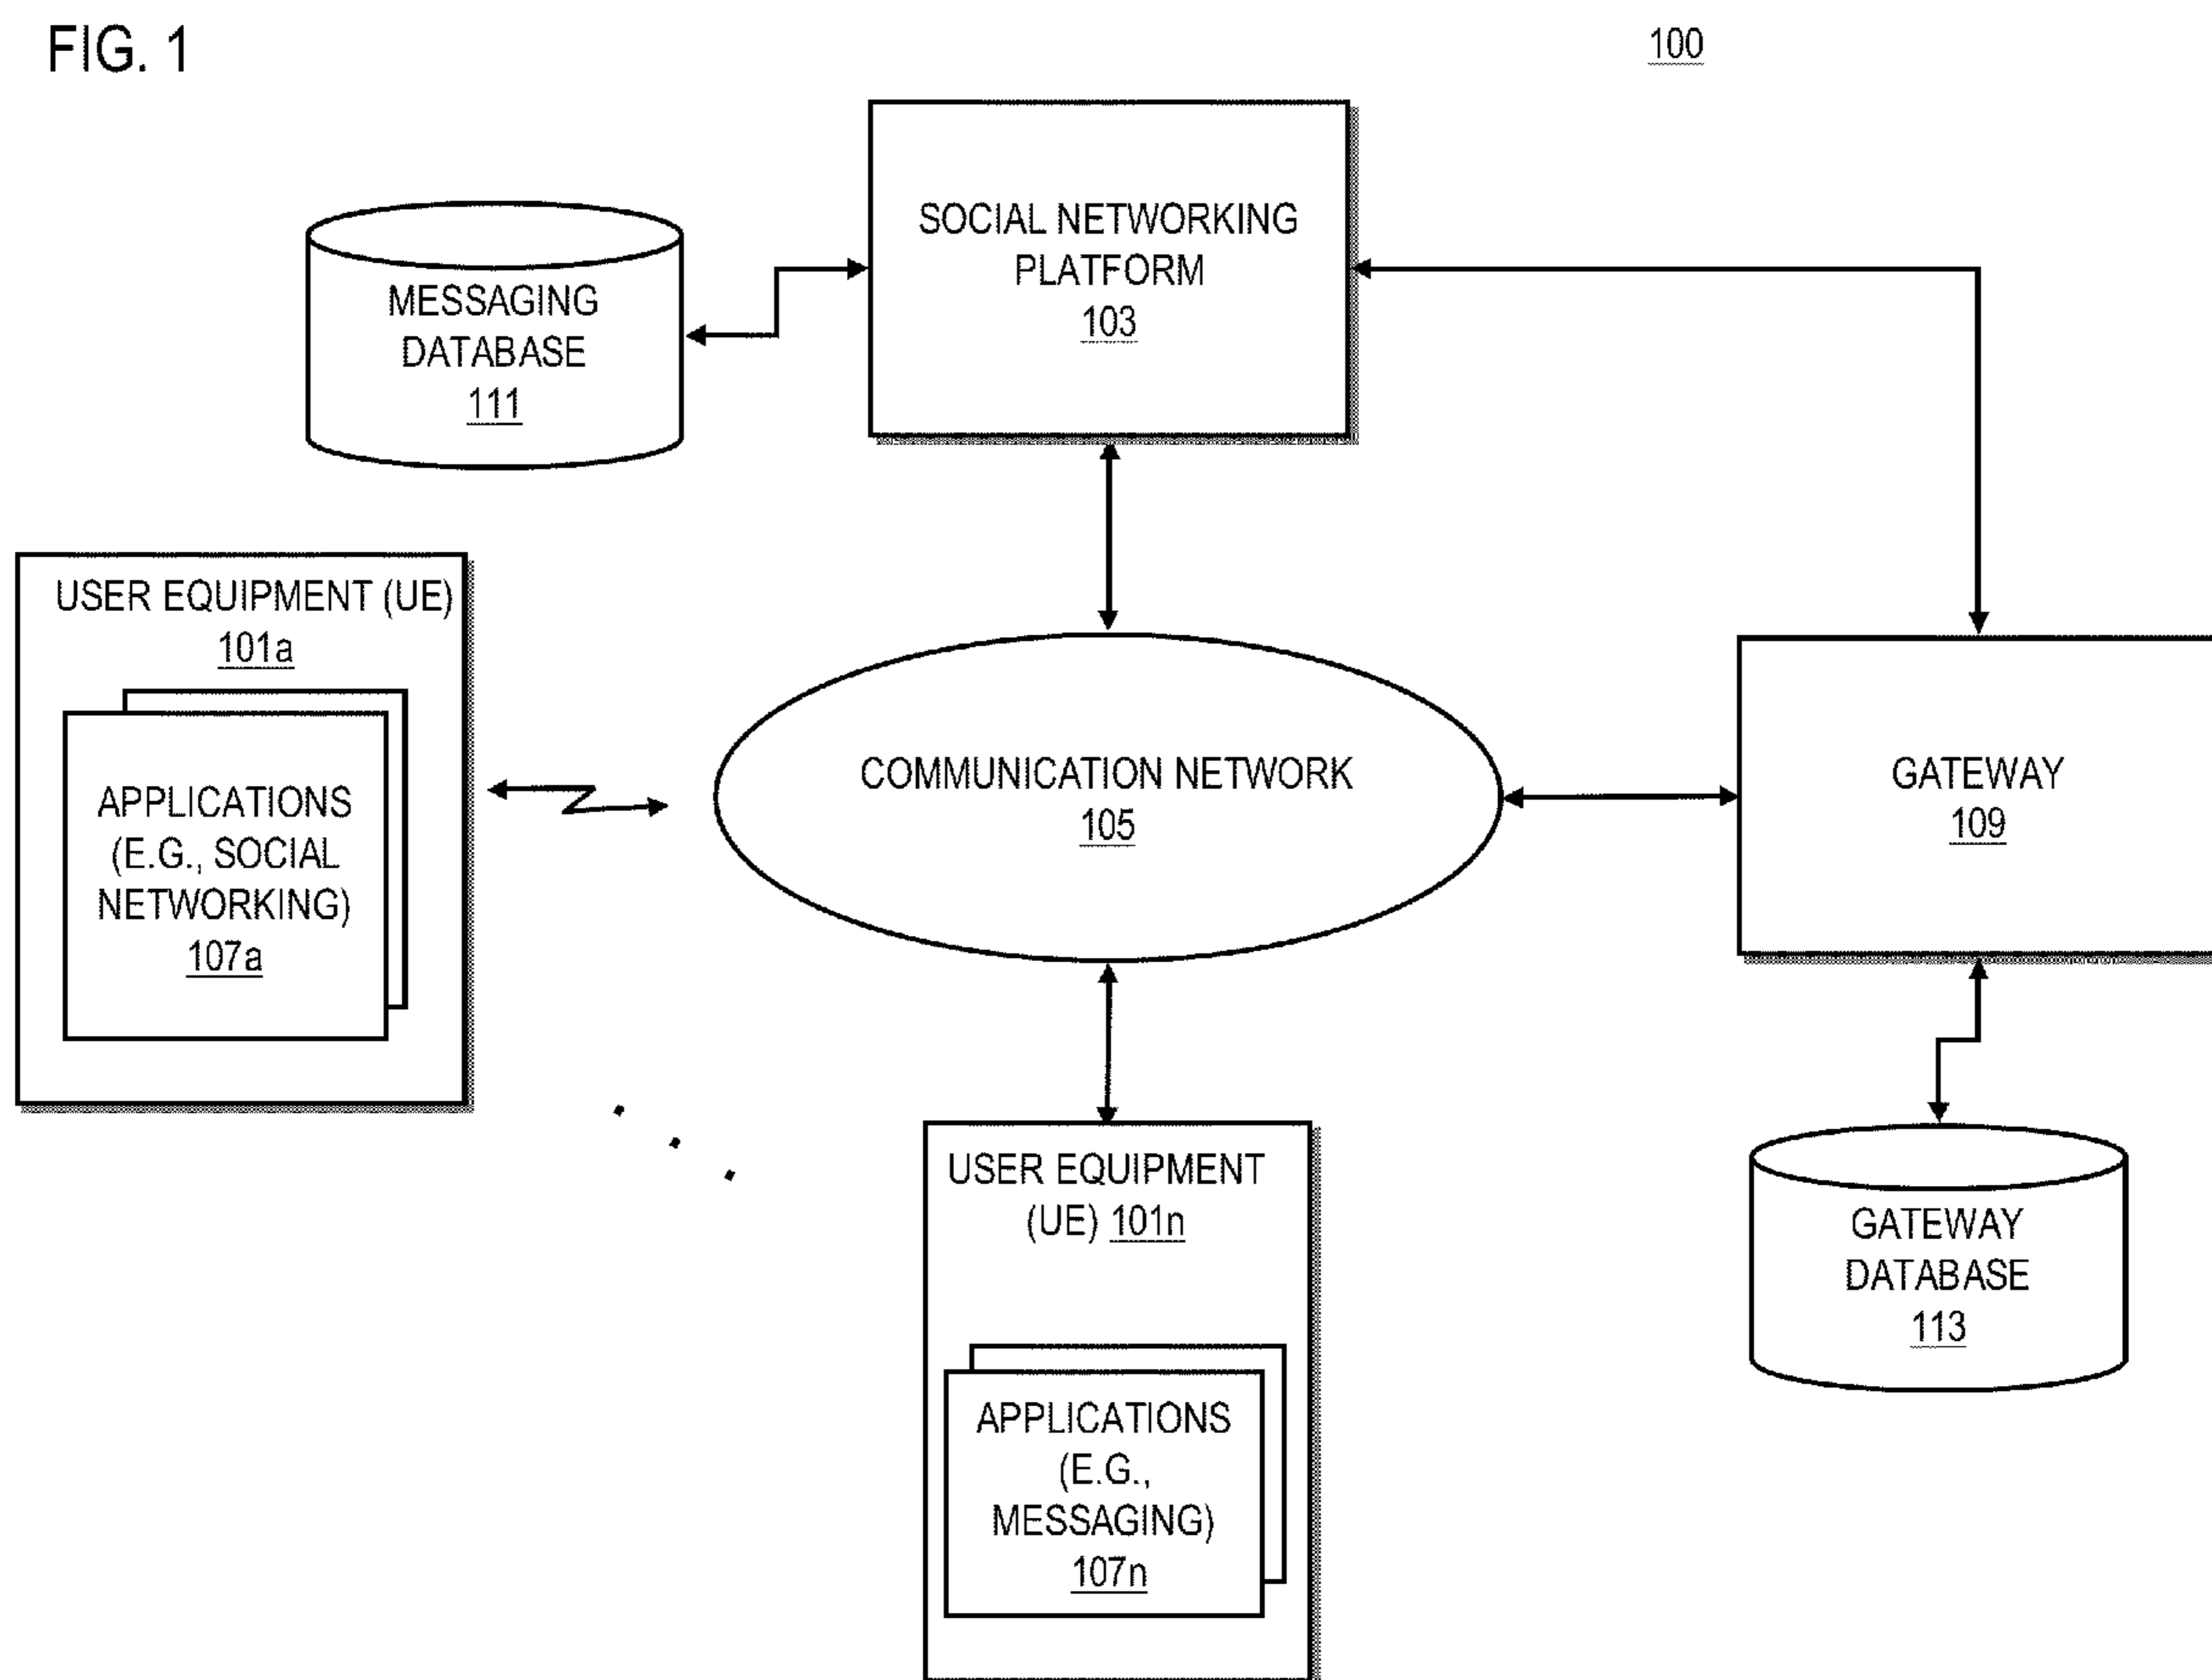 FIG. 1
100
SOCIAL NETWORKING
PLATFORM
103
MESSAGING
DATABASE
111
USER EQUIPMENT (UE)
101a
APPLICATIONS
(E.G., SOCIAL
NETWORKING)
107a
COMMUNICATION NETWORK
105
GATEWAY
109
USER EQUIPMENT
(UE) 101n
APPLICATIONS
(E.G.,
MESSAGING)
107n
GATEWAY
DATABASE
113